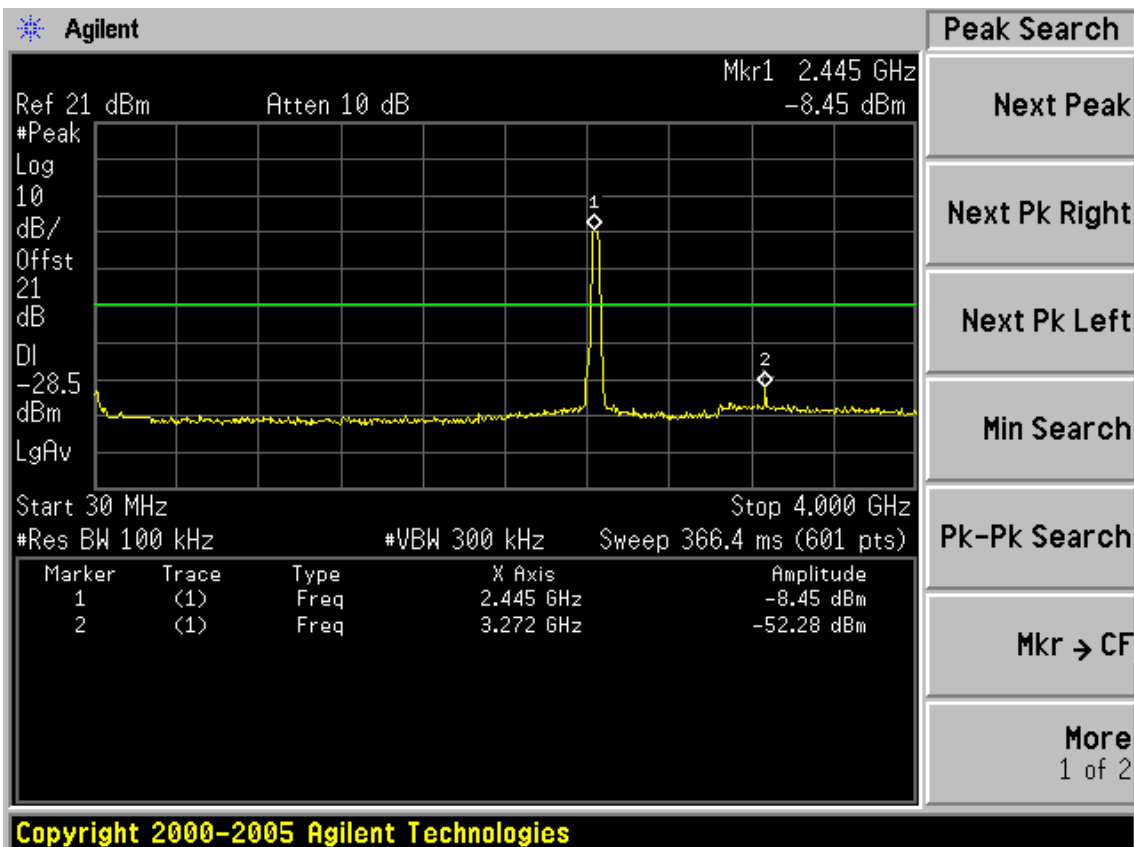 Agilent
Peak Search
Mkr1 2.445 GHz
Ref 21 dBm Atten 10 dB -8.45 dBm
#Peak
Log
10
dB/
Offst
21
dB
DI
-28.5
dBm
LgAv
1
2
Start 30 MHz Stop 4.000 GHz
#Res BW 100 kHz #VBW 300 kHz Sweep 366.4 ms (601 pts)
Marker Trace Type X Axis Amplitude
1 (1) Freq 2.445 GHz -8.45 dBm
2 (1) Freq 3.272 GHz -52.28 dBm
Next Peak
Next Pk Right
Next Pk Left
Min Search
Pk-Pk Search
Mkr → CF
More
1 of 2
Copyright 2000-2005 Agilent Technologies